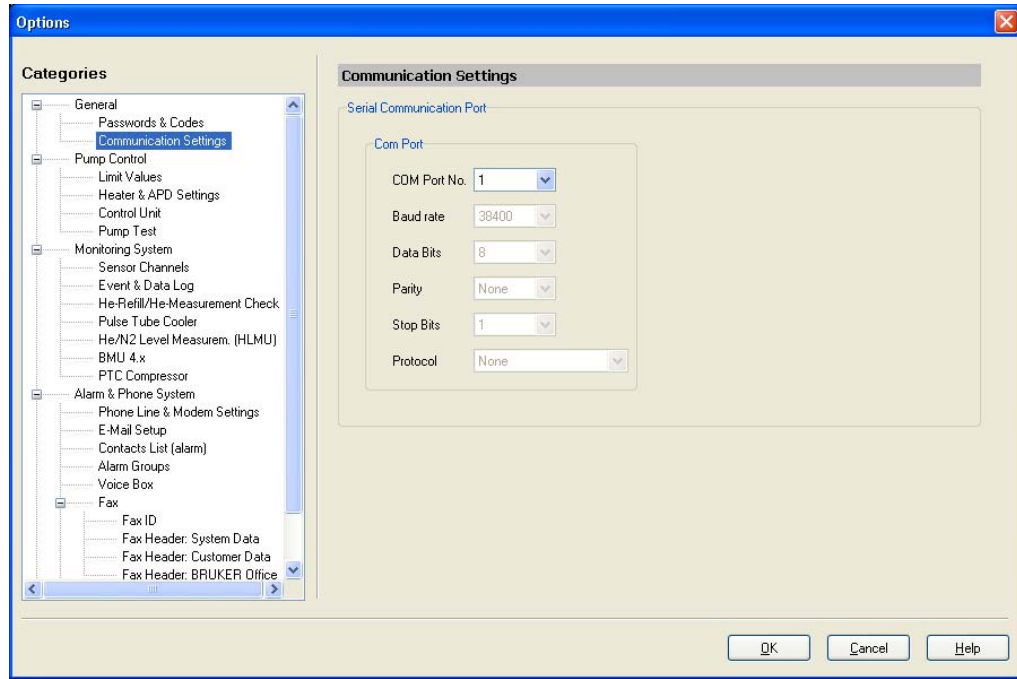 Options
Categories
General
Passwords & Codes
Communication Settings
Pump Control
Limit Values
Heater & APD Settings
Control Unit
Pump Test
Monitoring System
Sensor Channels
Event & Data Log
He-Refill/He-Measurement Check
Pulse Tube Cooler
He/N2 Level Measurem. (HLMU)
BMU 4.x
PTC Compressor
Alarm & Phone System
Phone Line & Modem Settings
E-Mail Setup
Contacts List (alarm)
Alarm Groups
Voice Box
Fax
Fax ID
Fax Header: System Data
Fax Header: Customer Data
Fax Header: BRUKER Office
Communication Settings
Serial Communication Port
Com Port
COM Port No. 1
Baud rate 38400
Data Bits 8
Parity None
Stop Bits 1
Protocol None
OK Cancel Help